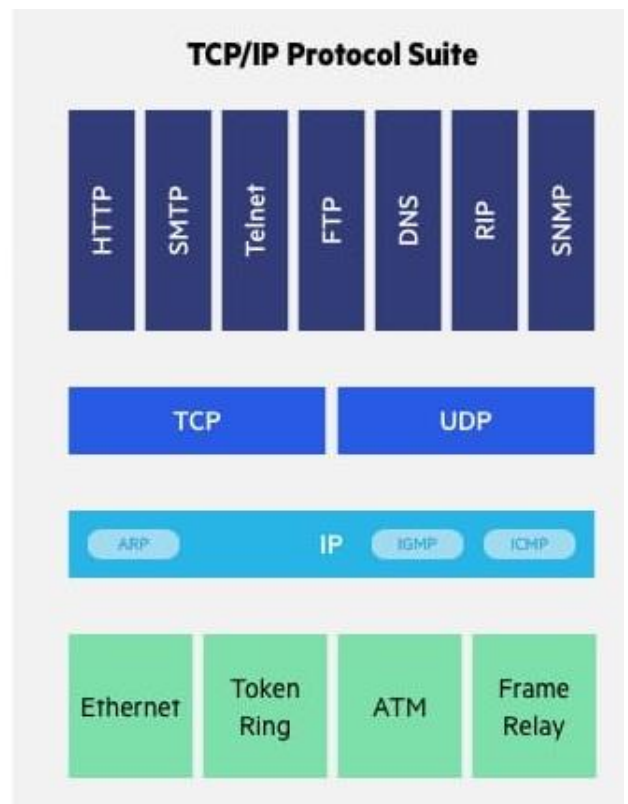 TCP/IP Protocol Suite
HTTP
SMTP
Telnet
FTP
DNS
RIP
SNMP
TCP
UDP
ARP
IP
IGMP
ICMP
Ethernet
Token
Ring
ATM
Frame
Relay